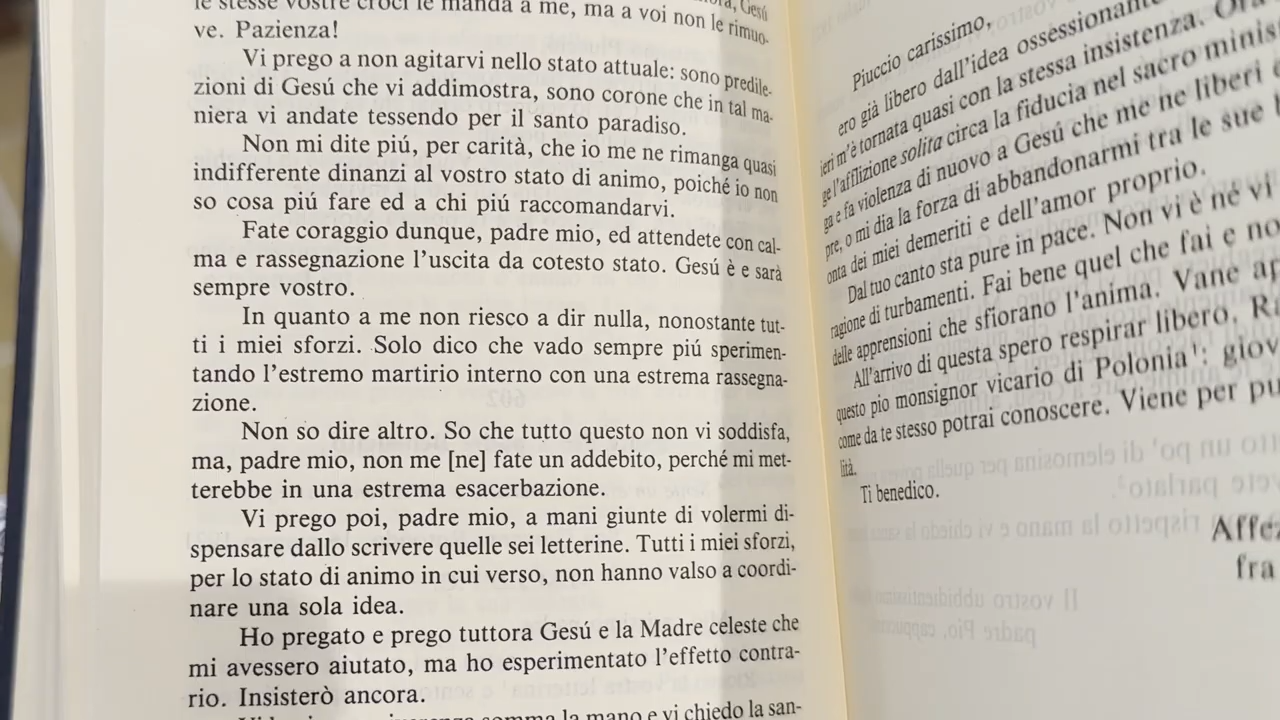 le stesse vostre croci le manda a me, ma a voi non le rimuo-
ve. Pazienza!
Vi prego a non agitarvi nello stato attuale: sono predile-
zioni di Gesú che vi addimostra, sono corone che in tal ma-
niera vi andate tessendo per il santo paradiso.
Non mi dite piú, per carità, che io me ne rimanga quasi
indifferente dinanzi al vostro stato di animo, poiché io non
so cosa piú fare ed a chi piú raccomandarvi.
Fate coraggio dunque, padre mio, ed attendete con cal-
ma e rassegnazione l'uscita da cotesto stato. Gesú è e sarà
sempre vostro.
In quanto a me non riesco a dir nulla, nonostante tut-
ti i miei sforzi. Solo dico che vado sempre piú sperimen-
tando l'estremo martirio interno con una estrema rassegna-
zione.
Non so dire altro. So che tutto questo non vi soddisfa,
ma, padre mio, non me [ne] fate un addebito, perché mi met-
terebbe in una estrema esacerbazione.
Vi prego poi, padre mio, a mani giunte di volermi di-
spensare dallo scrivere quelle sei letterine. Tutti i miei sforzi,
per lo stato di animo in cui verso, non hanno valso a coordi-
nare una sola idea.
Ho pregato e prego tuttora Gesú e la Madre celeste che
mi avessero aiutato, ma ho esperimentato l'effetto contra-
rio. Insisterò ancora.
la mano e vi chiedo la san-
Piuccio carissimo,
ero già libero dall'idea ossessionante
ieri m'è tornata quasi con la stessa insistenza.
ge l'afflizione solita circa la fiducia nel sacro minis
ga e fa violenza di nuovo a Gesú che me ne liberi
pre, o mi dia la forza di abbandonarmi tra le sue
onta dei miei demeriti e dell'amor proprio.
Dal tuo canto sta pure in pace. Non vi è né vi
ragione di turbamenti. Fai bene quel che fai e no
delle apprensioni che sfiorano l'anima. Vane ap
All'arrivo di questa spero respirar libero. Ri
questo pio monsignor vicario di Polonia¹: giov
come da te stesso potrai conoscere. Viene per pu
lità.
Ti benedico.
Affez
fra